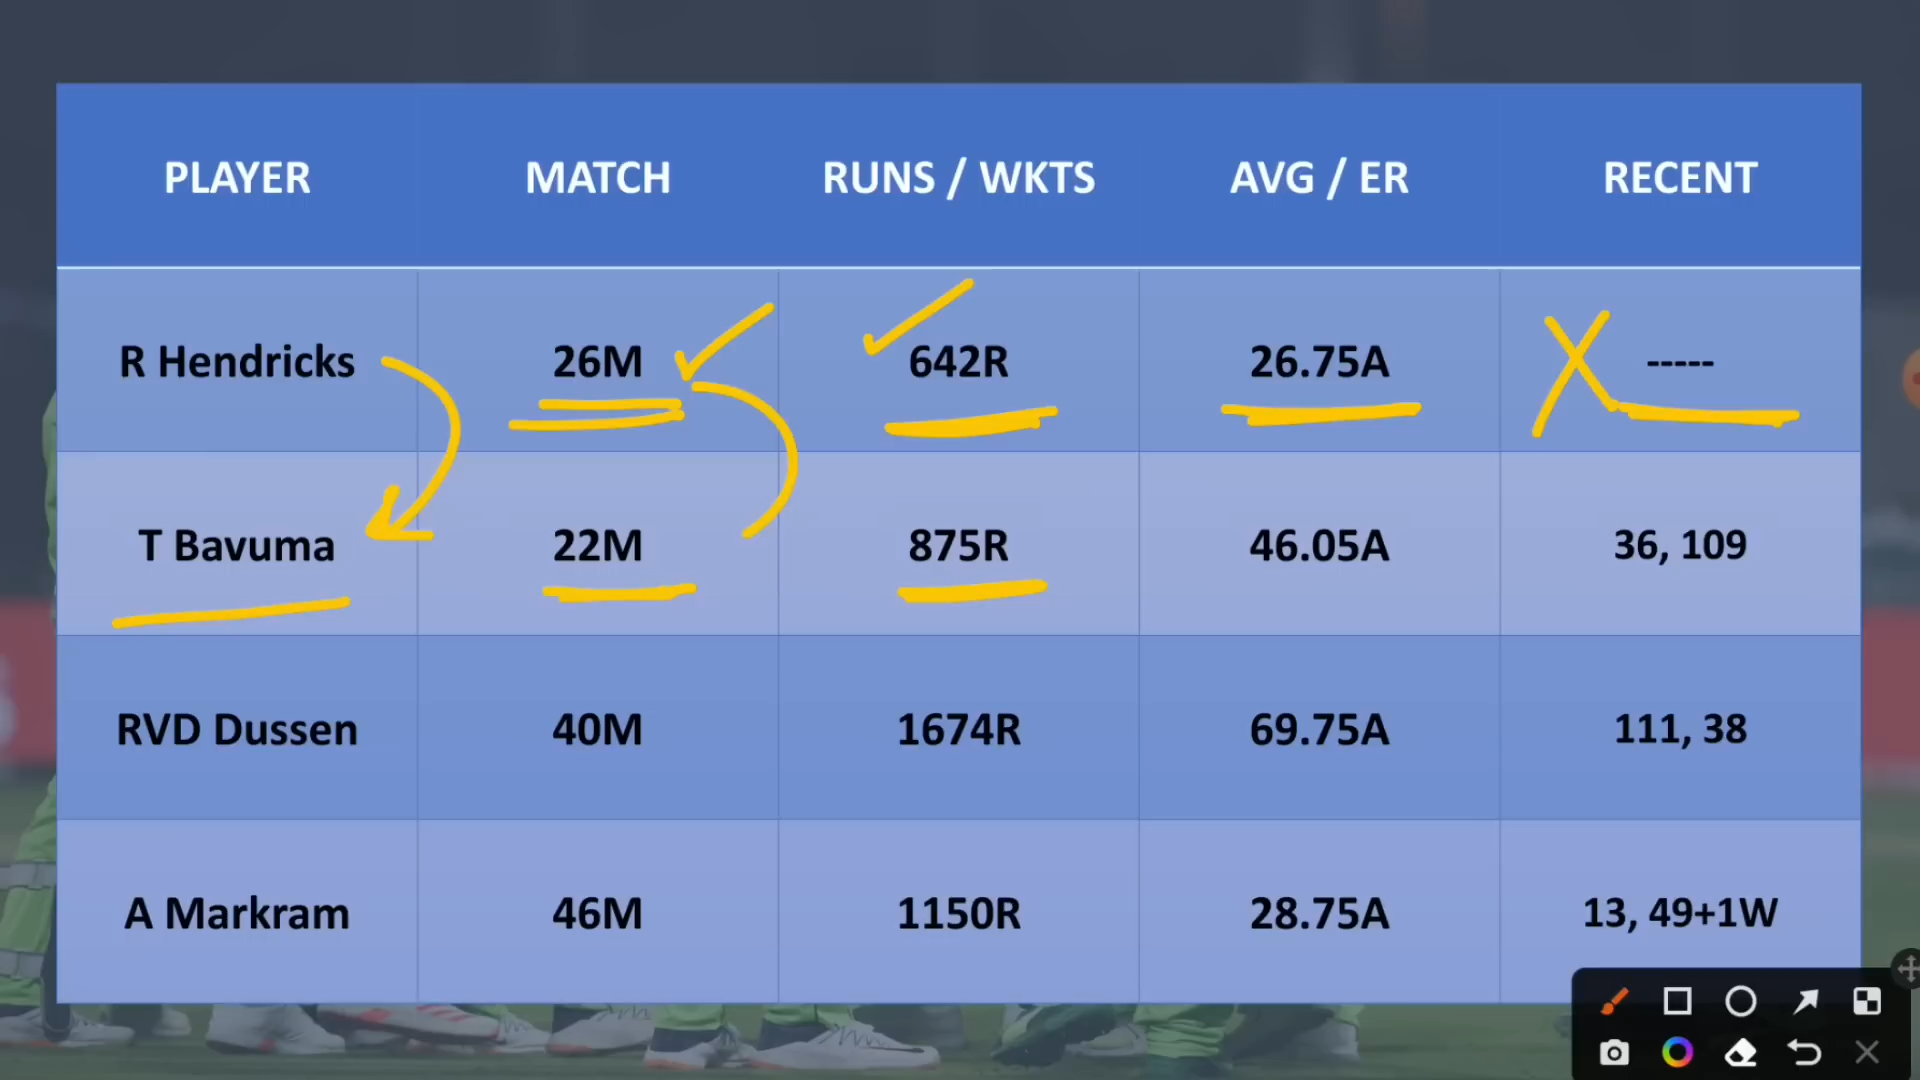 PLAYER MATCH RUNS / WKTS AVG / ER RECENT
R Hendricks 26M 642R 26.75A -----
T Bavuma 22M 875R 46.05A 36, 109
RVD Dussen 40M 1674R 69.75A 111, 38
A Markram 46M 1150R 28.75A 13, 49+1W